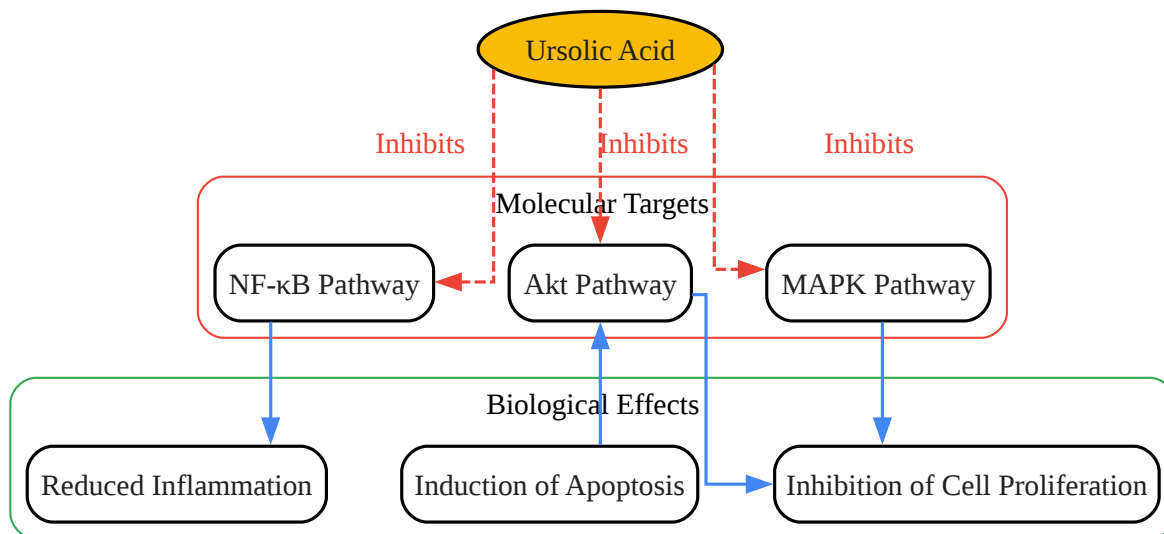 Ursolic Acid
Inhibits
Inhibits
Inhibits
Molecular Targets
NF-κB Pathway
Akt Pathway
MAPK Pathway
Biological Effects
Reduced Inflammation
Induction of Apoptosis
Inhibition of Cell Proliferation